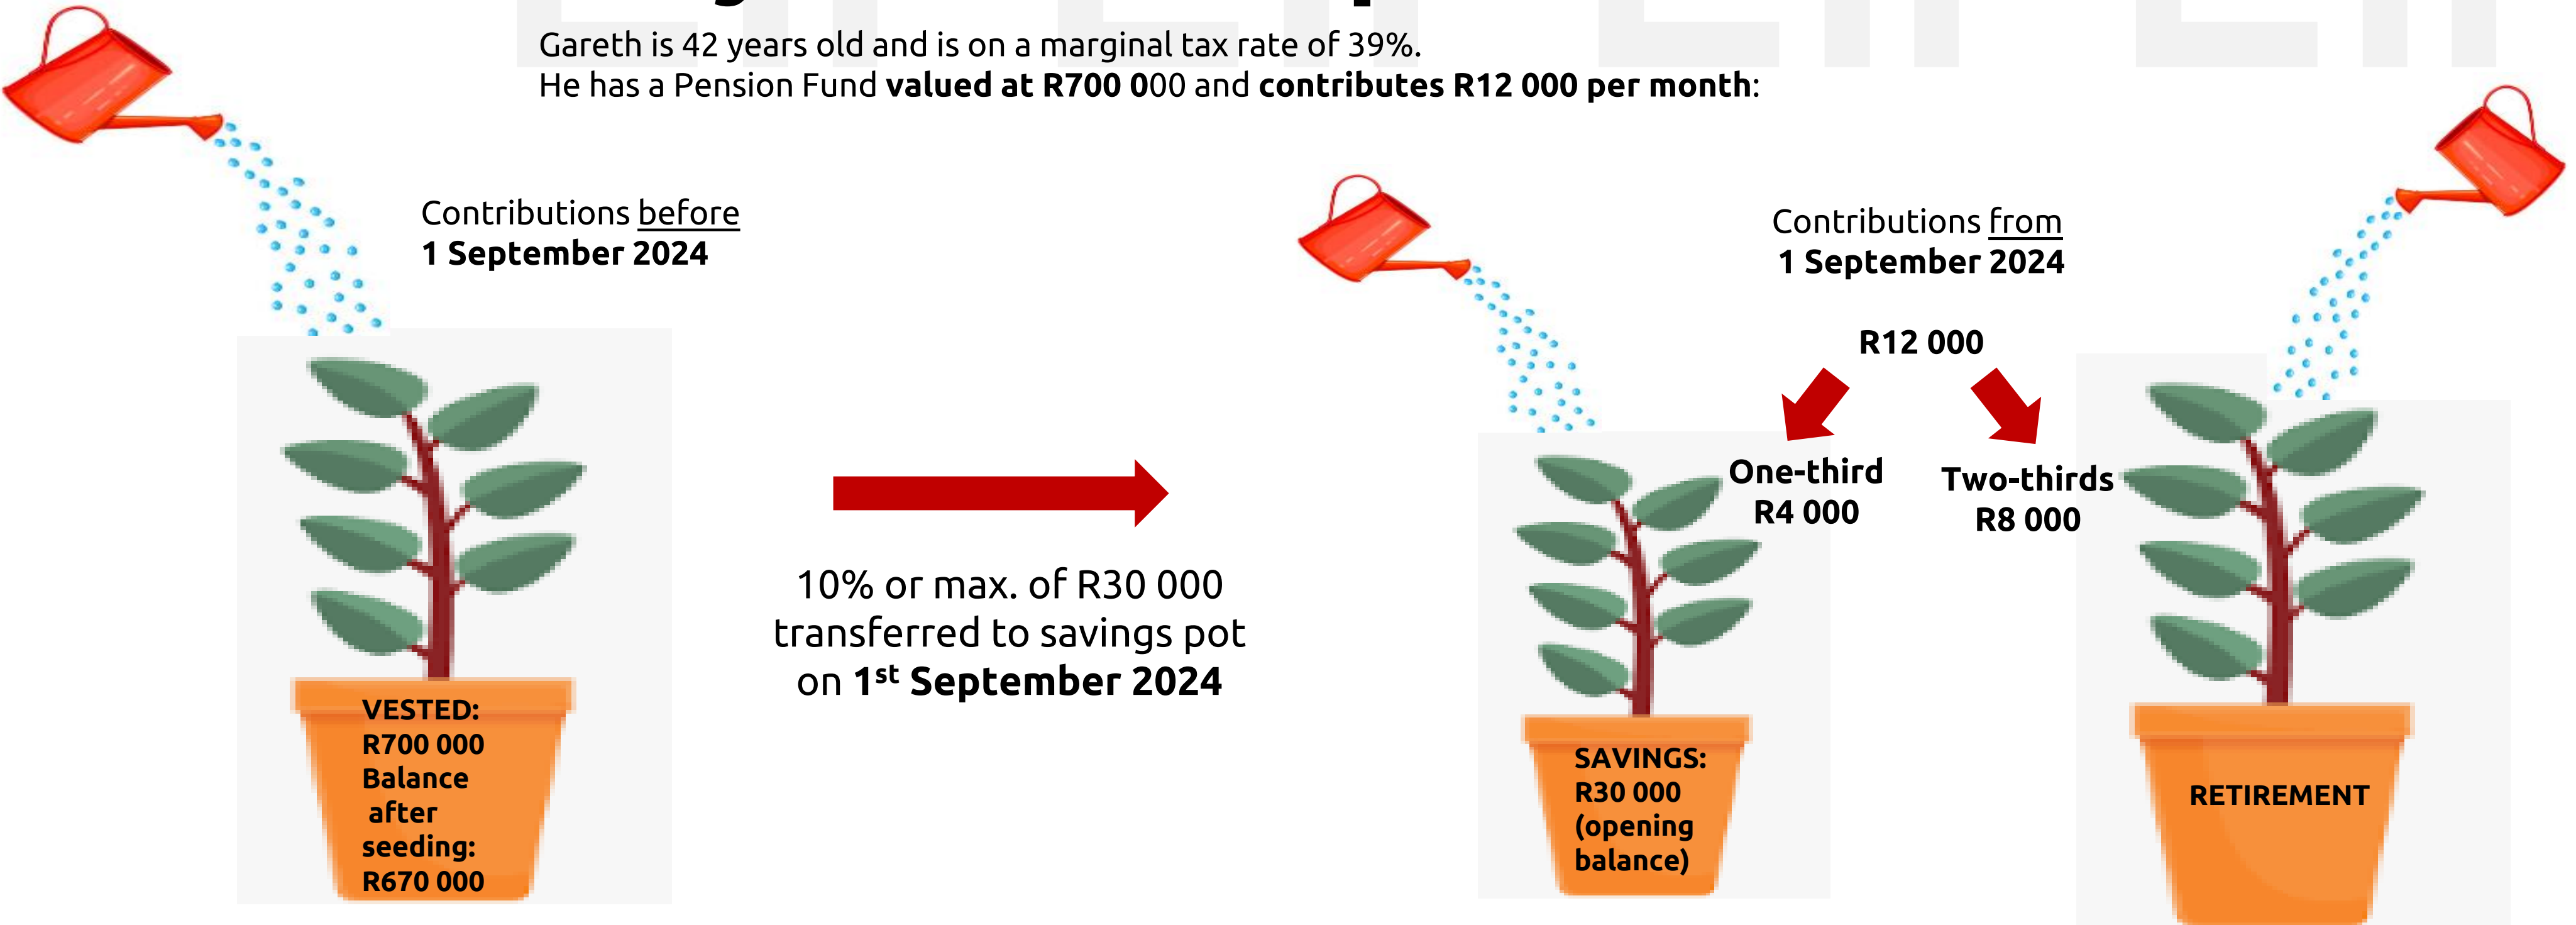 Gareth is 42 years old and is on a marginal tax rate of 39%.
He has a Pension Fund valued at R700 000 and contributes R12 000 per month:
Contributions before
1 September 2024
10% or max. of R30 000
transferred to savings pot
on 1st September 2024
Contributions from
1 September 2024
R12 000
One-third
R4 000
Two-thirds
R8 000
VESTED:
R700 000
Balance
after
seeding:
R670 000
SAVINGS:
R30 000
(opening
balance)
RETIREMENT